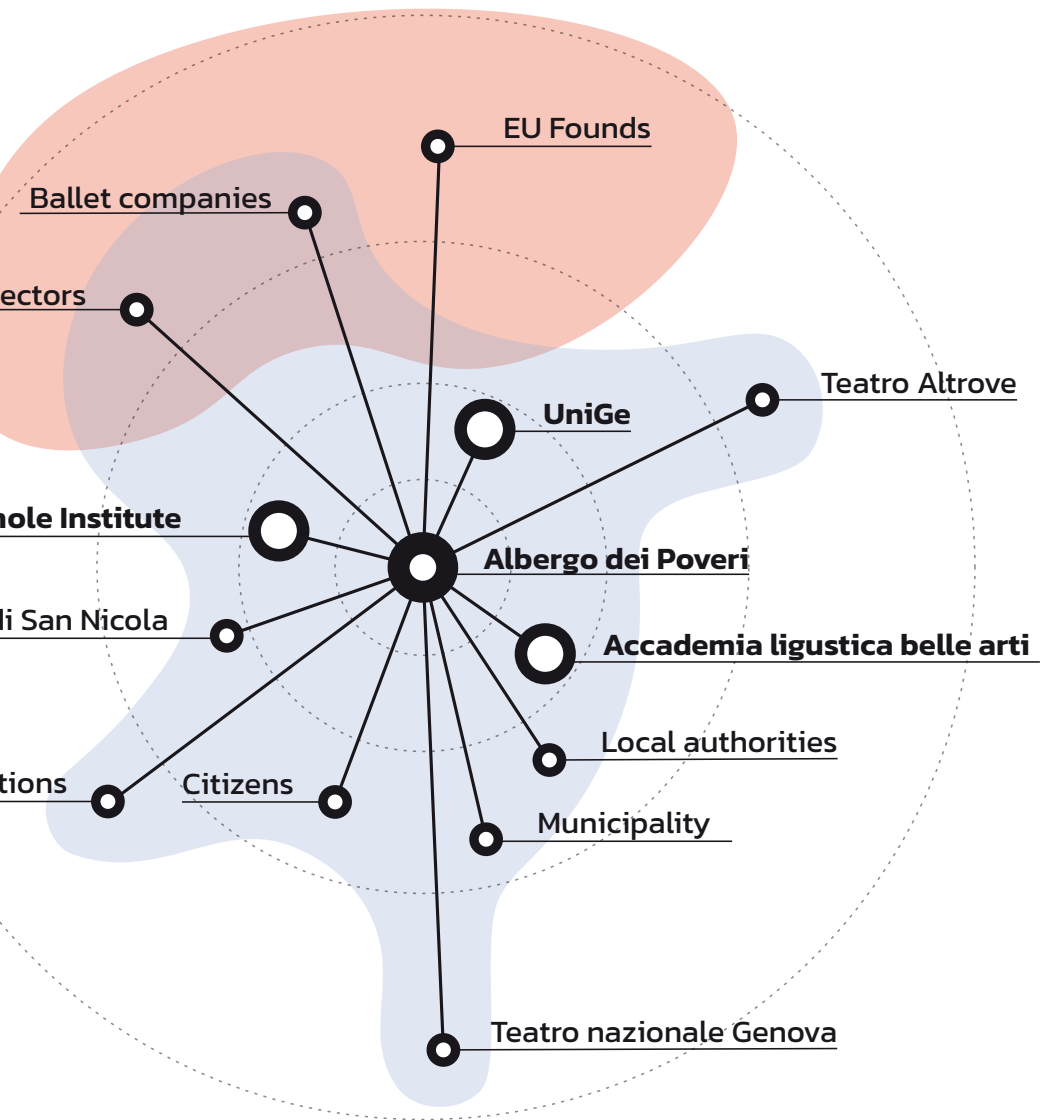 EU Founds
Ballet companies
ectors
Teatro Altrove
UniGe
hole Institute
Albergo dei Poveri
di San Nicola
Accademia ligustica belle arti
Local authorities
tions
Citizens
Municipality
Teatro nazionale Genova